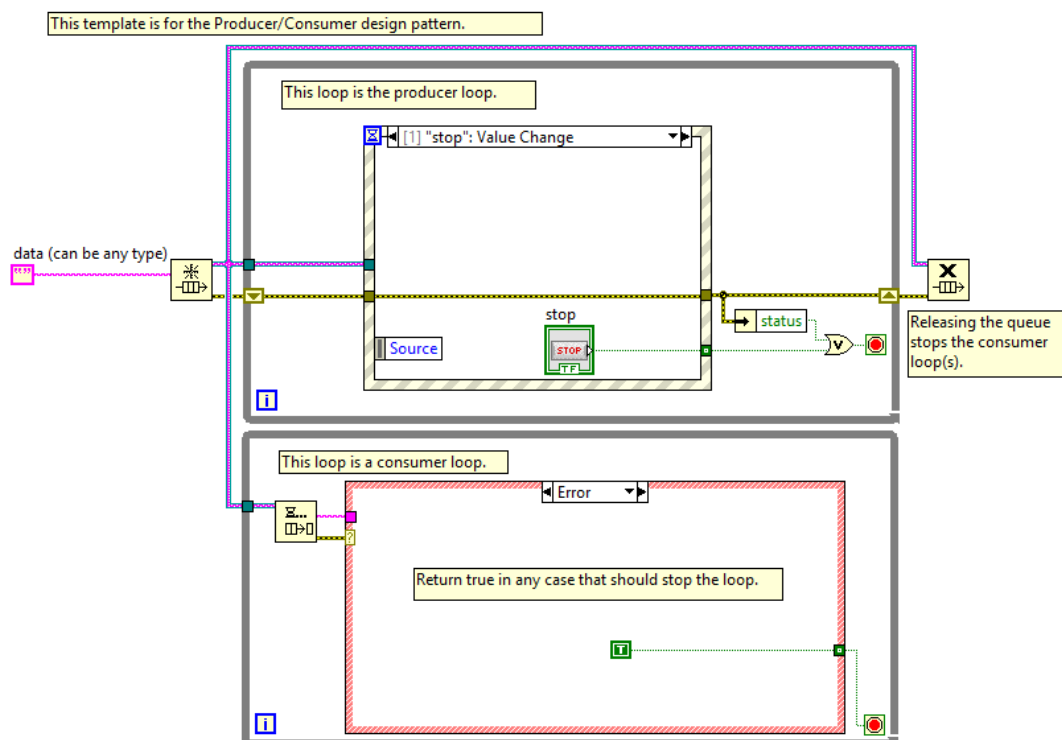 This template is for the Producer/Consumer design pattern.
This loop is the producer loop.
[1] "stop": Value Change
data (can be any type)
""
stop
STOP
TF
Source
status
V
Releasing the queue
stops the consumer
loop(s).
i
This loop is a consumer loop.
Error
?
Return true in any case that should stop the loop.
T
i